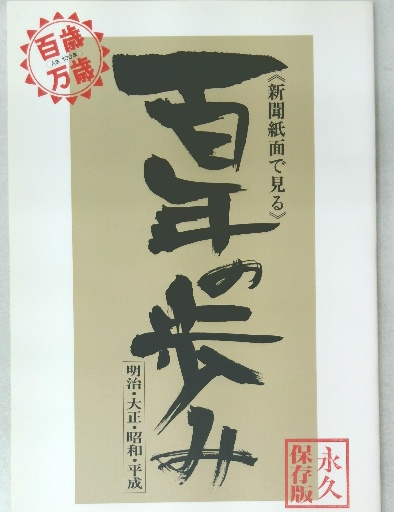 百歳
万歳
《新聞紙面で見る》
百年の歩み
明治・大正・昭和・平成
永久
保存版